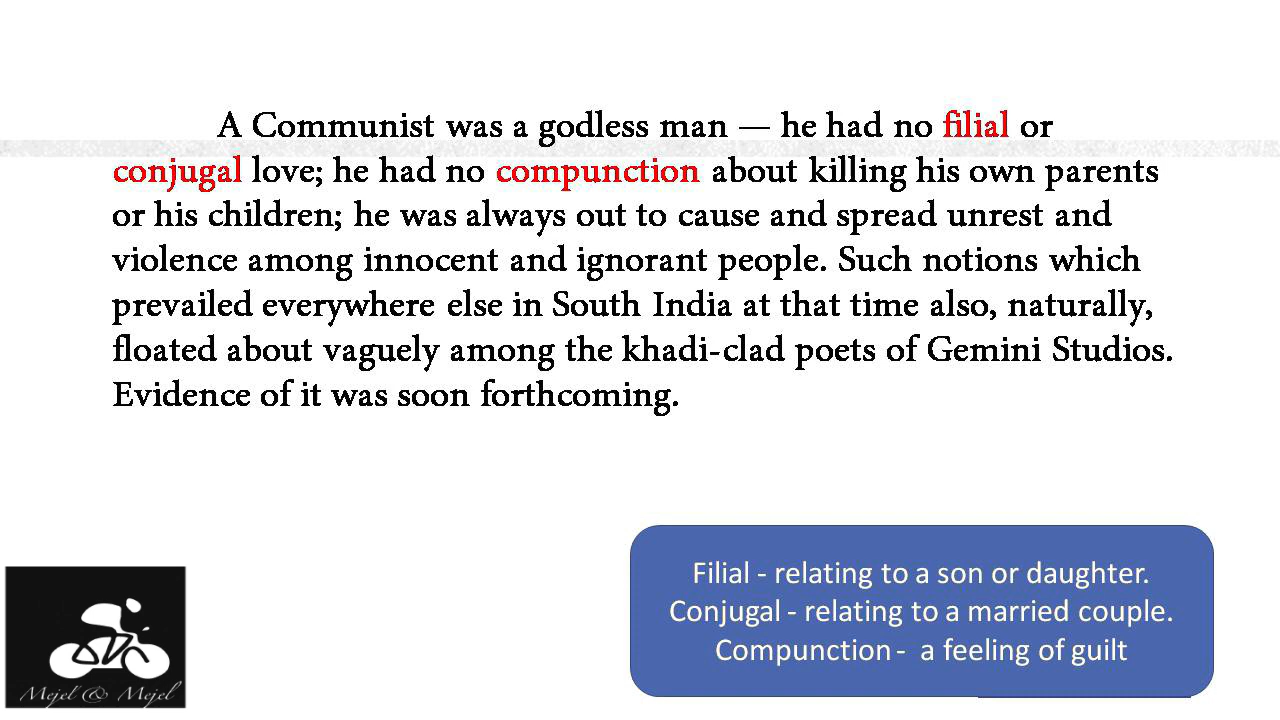 A Communist was a godless man — he had no filial or
conjugal love; he had no compunction about killing his own parents
or his children; he was always out to cause and spread unrest and
violence among innocent and ignorant people. Such notions which
prevailed everywhere else in South India at that time also, naturally,
floated about vaguely among the khadi-clad poets of Gemini Studios.
Evidence of it was soon forthcoming.
Filial - relating to a son or daughter.
Conjugal - relating to a married couple.
Compunction - a feeling of guilt
Mejel & Mejel